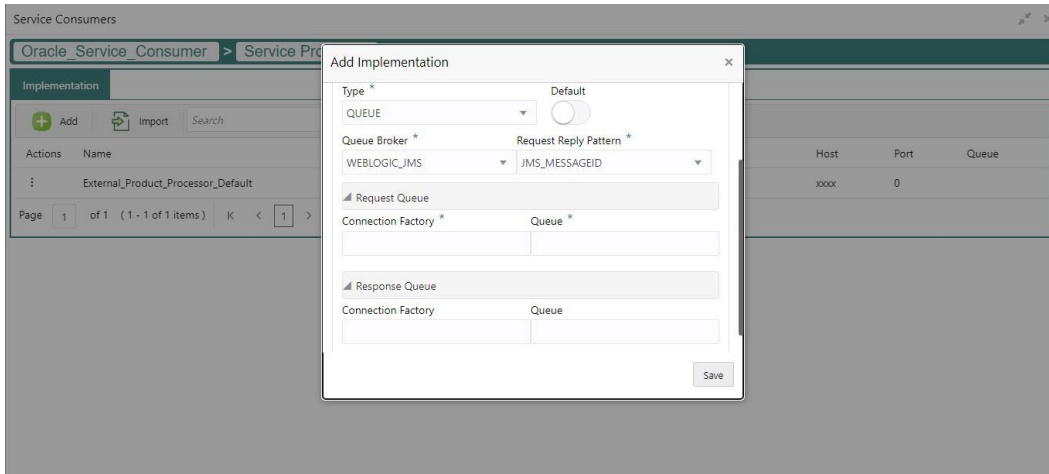 Service Consumers
Oracle_Service_Consumer > Service Pro
Implementation
Add Import Search
Actions Name Host Port Queue
External_Product_Processor_Default xxxx 0
Page 1 of 1 (1 - 1 of 1 items) K < 1 >
Add Implementation ×
Type * Default
QUEUE
Queue Broker * Request Reply Pattern *
WEBLOGIC_JMS JMS_MESSAGEID
Request Queue
Connection Factory * Queue *
Response Queue
Connection Factory Queue
Save